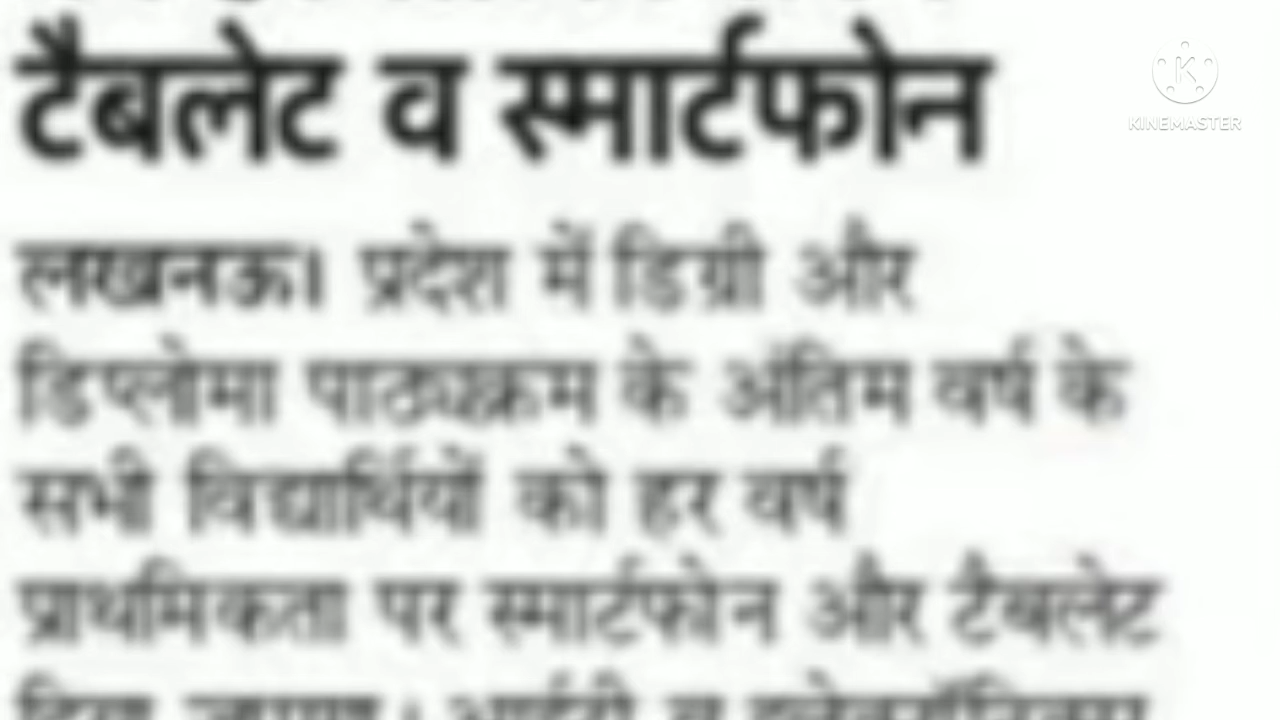 टैबलेट व स्मार्टफोन
KINEMASTER
लखनऊ। प्रदेश में डिग्री और
डिप्लोमा पाठ्यक्रम के अंतिम वर्ष के
सभी विद्यार्थियों को हर वर्ष
प्राथमिकता पर स्मार्टफोन और टैबलेट